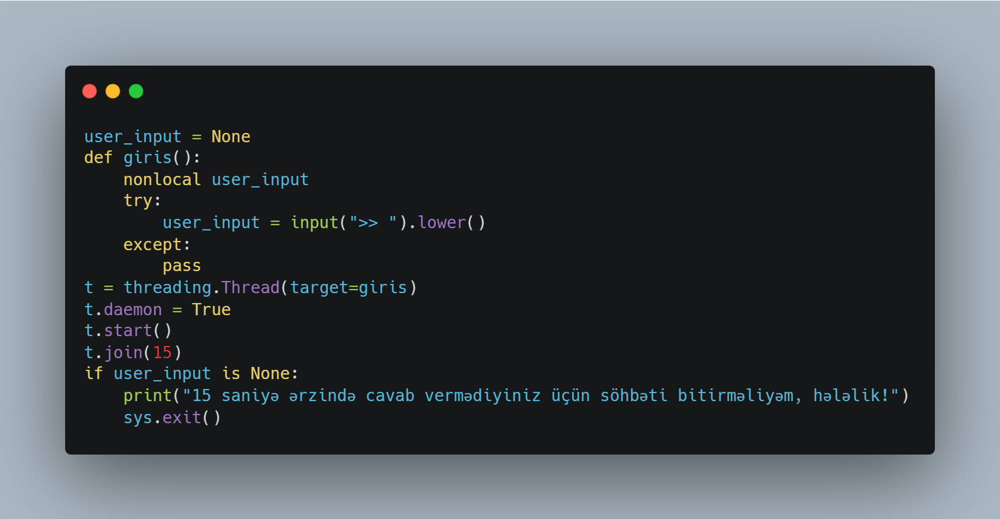 user_input = None
def giris():
    nonlocal user_input
    try:
        user_input = input(">> ").lower()
    except:
        pass
t = threading.Thread(target=giris)
t.daemon = True
t.start()
t.join(15)
if user_input is None:
    print("15 saniyə ərzində cavab vermədiyiniz üçün söhbəti bitirməliyəm, hələlik!")
    sys.exit()